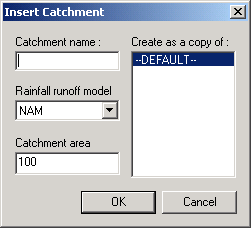 Insert Catchment
Catchment name :
Create as a copy of :
--DEFAULT--
Rainfall runoff model
NAM
Catchment area
100
OK
Cancel